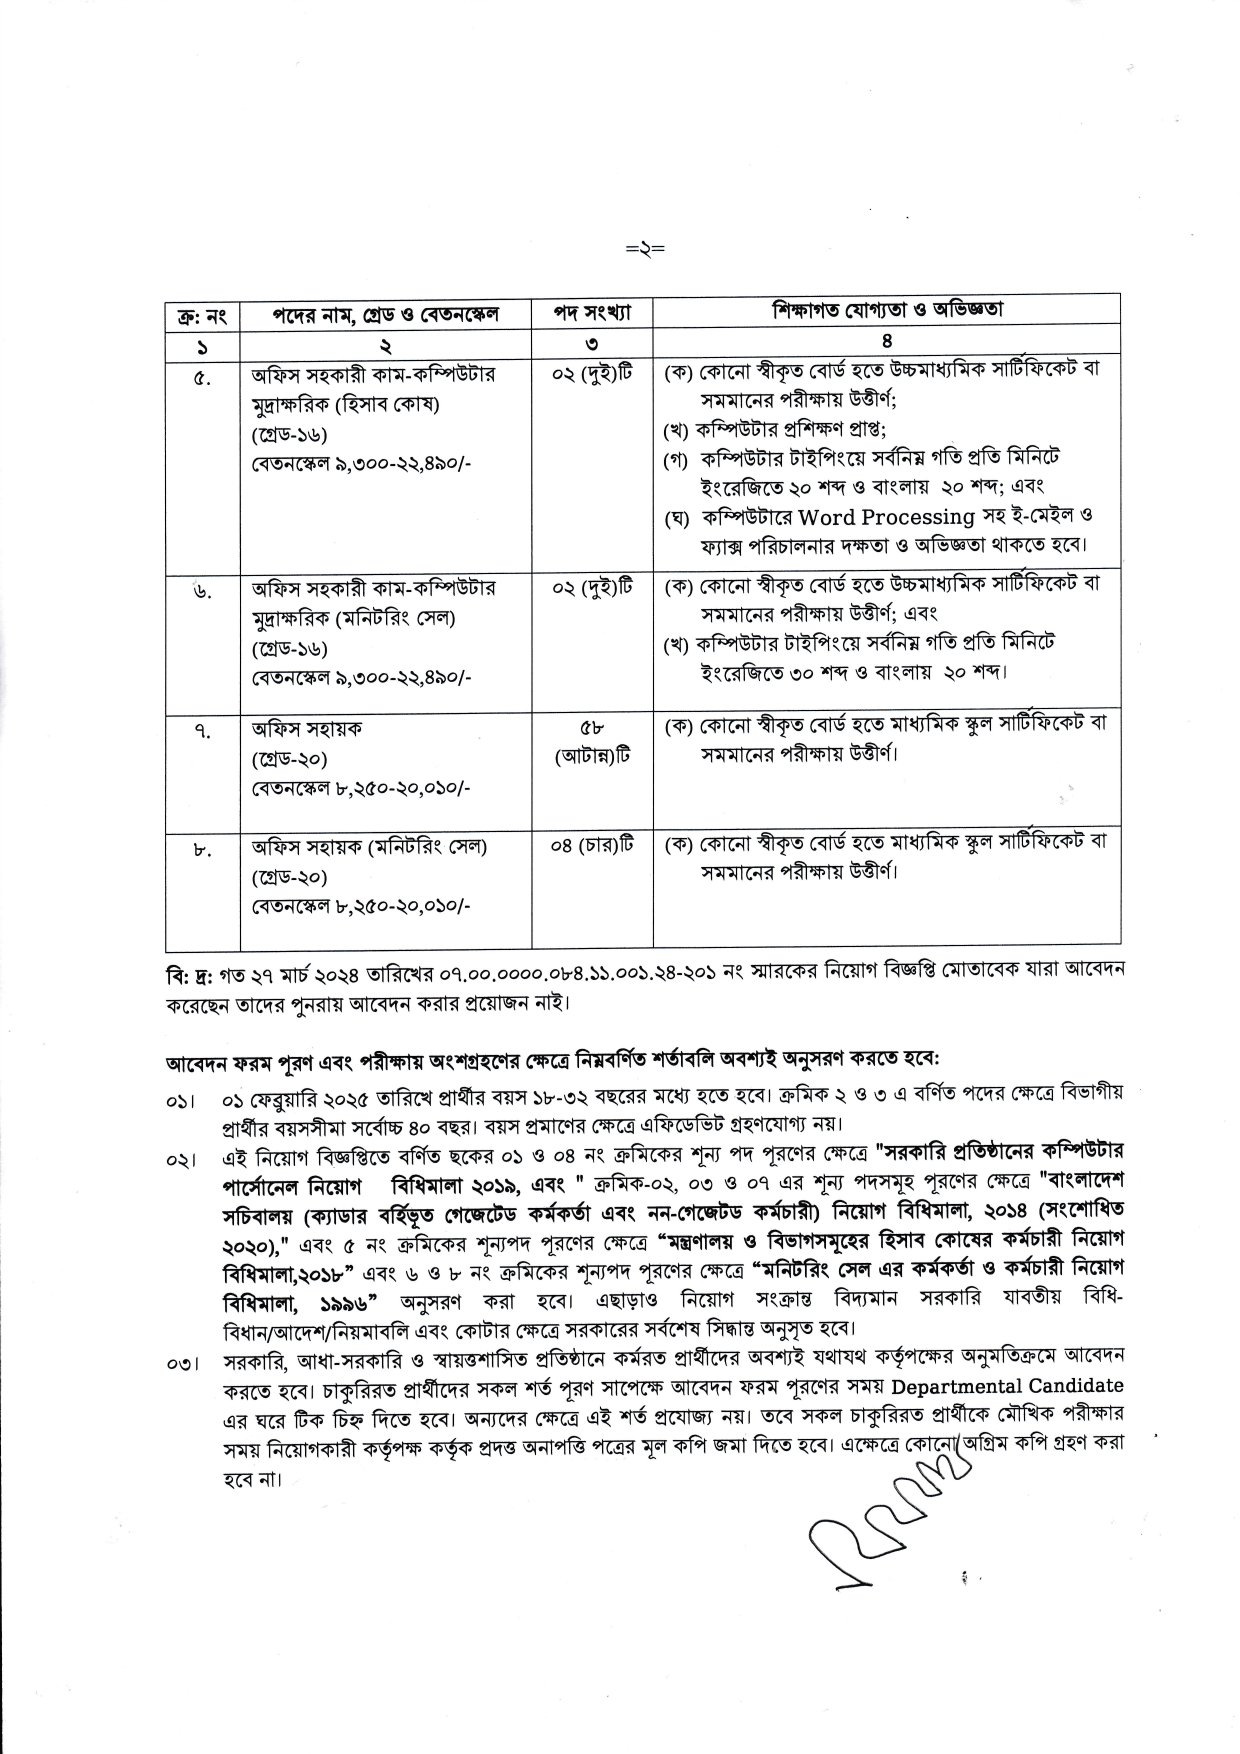 =২=
ক্র: নং পদের নাম, গ্রেড ও বেতনস্কেল পদ সংখ্যা শিক্ষাগত যোগ্যতা ও অভিজ্ঞতা
১ ২ ৩ ৪
৫. অফিস সহকারী কাম-কম্পিউটার ০২ (দুই)টি (ক) কোনো স্বীকৃত বোর্ড হতে উচ্চমাধ্যমিক সার্টিফিকেট বা
মুদ্রাক্ষরিক (হিসাব কোষ) সমমানের পরীক্ষায় উত্তীর্ণ;
(গ্রেড-১৬) (খ) কম্পিউটার প্রশিক্ষণ প্রাপ্ত;
বেতনস্কেল ৯,৩০০-২২,৪৯০/- (গ) কম্পিউটার টাইপিংয়ে সর্বনিম্ন গতি প্রতি মিনিটে
ইংরেজিতে ২০ শব্দ ও বাংলায় ২০ শব্দ; এবং
(ঘ) কম্পিউটারে Word Processing সহ ই-মেইল ও
ফ্যাক্স পরিচালনার দক্ষতা ও অভিজ্ঞতা থাকতে হবে।
৬. অফিস সহকারী কাম-কম্পিউটার ০২ (দুই)টি (ক) কোনো স্বীকৃত বোর্ড হতে উচ্চমাধ্যমিক সার্টিফিকেট বা
মুদ্রাক্ষরিক (মনিটরিং সেল) সমমানের পরীক্ষায় উত্তীর্ণ; এবং
(গ্রেড-১৬) (খ) কম্পিউটার টাইপিংয়ে সর্বনিম্ন গতি প্রতি মিনিটে
বেতনস্কেল ৯,৩০০-২২,৪৯০/- ইংরেজিতে ৩০ শব্দ ও বাংলায় ২০ শব্দ।
৭. অফিস সহায়ক ৫৮ (ক) কোনো স্বীকৃত বোর্ড হতে মাধ্যমিক স্কুল সার্টিফিকেট বা
(গ্রেড-২০) (আটান্ন)টি সমমানের পরীক্ষায় উত্তীর্ণ।
বেতনস্কেল ৮,২৫০-২০,০১০/-
৮. অফিস সহায়ক (মনিটরিং সেল) ০৪ (চার)টি (ক) কোনো স্বীকৃত বোর্ড হতে মাধ্যমিক স্কুল সার্টিফিকেট বা
(গ্রেড-২০) সমমানের পরীক্ষায় উত্তীর্ণ।
বেতনস্কেল ৮,২৫০-২০,০১০/-
বি: দ্র: গত ২৭ মার্চ ২০২৪ তারিখের ০৭.০০.০০০০.০৮৪.১১.০০১.২৪-২০১ নং স্মারকের নিয়োগ বিজ্ঞপ্তি মোতাবেক যারা আবেদন
করেছেন তাদের পুনরায় আবেদন করার প্রয়োজন নাই।
আবেদন ফরম পূরণ এবং পরীক্ষায় অংশগ্রহণের ক্ষেত্রে নিম্নবর্ণিত শর্তাবলি অবশ্যই অনুসরণ করতে হবে:
০১। ০১ ফেব্রুয়ারি ২০২৫ তারিখে প্রার্থীর বয়স ১৮-৩২ বছরের মধ্যে হতে হবে। ক্রমিক ২ ও ৩ এ বর্ণিত পদের ক্ষেত্রে বিভাগীয়
প্রার্থীর বয়সসীমা সর্বোচ্চ ৪০ বছর। বয়স প্রমাণের ক্ষেত্রে এফিডেভিট গ্রহণযোগ্য নয়।
০২। এই নিয়োগ বিজ্ঞপ্তিতে বর্ণিত ছকের ০১ ও ০৪ নং ক্রমিকের শূন্য পদ পূরণের ক্ষেত্রে "সরকারি প্রতিষ্ঠানের কম্পিউটার
পার্সোনেল নিয়োগ বিধিমালা ২০১৯, এবং " ক্রমিক-০২, ০৩ ও ০৭ এর শূন্য পদসমূহ পূরণের ক্ষেত্রে "বাংলাদেশ
সচিবালয় (ক্যাডার বর্হিভূত গেজেটেড কর্মকর্তা এবং নন-গেজেটড কর্মচারী) নিয়োগ বিধিমালা, ২০১৪ (সংশোধিত
২০২০)," এবং ৫ নং ক্রমিকের শূন্যপদ পূরণের ক্ষেত্রে “মন্ত্রণালয় ও বিভাগসমূহের হিসাব কোষের কর্মচারী নিয়োগ
বিধিমালা,২০১৮” এবং ৬ ও ৮ নং ক্রমিকের শূন্যপদ পূরণের ক্ষেত্রে “মনিটরিং সেল এর কর্মকর্তা ও কর্মচারী নিয়োগ
বিধিমালা, ১৯৯৬” অনুসরণ করা হবে। এছাড়াও নিয়োগ সংক্রান্ত বিদ্যমান সরকারি যাবতীয় বিধি-
বিধান/আদেশ/নিয়মাবলি এবং কোটার ক্ষেত্রে সরকারের সর্বশেষ সিদ্ধান্ত অনুসৃত হবে।
০৩। সরকারি, আধা-সরকারি ও স্বায়ত্তশাসিত প্রতিষ্ঠানে কর্মরত প্রার্থীদের অবশ্যই যথাযথ কর্তৃপক্ষের অনুমতিক্রমে আবেদন
করতে হবে। চাকুরিরত প্রার্থীদের সকল শর্ত পূরণ সাপেক্ষে আবেদন ফরম পূরণের সময় Departmental Candidate
এর ঘরে টিক চিহ্ন দিতে হবে। অন্যদের ক্ষেত্রে এই শর্ত প্রযোজ্য নয়। তবে সকল চাকুরিরত প্রার্থীকে মৌখিক পরীক্ষার
সময় নিয়োগকারী কর্তৃপক্ষ কর্তৃক প্রদত্ত অনাপত্তি পত্রের মূল কপি জমা দিতে হবে। এক্ষেত্রে কোনো অগ্রিম কপি গ্রহণ করা
হবে না।